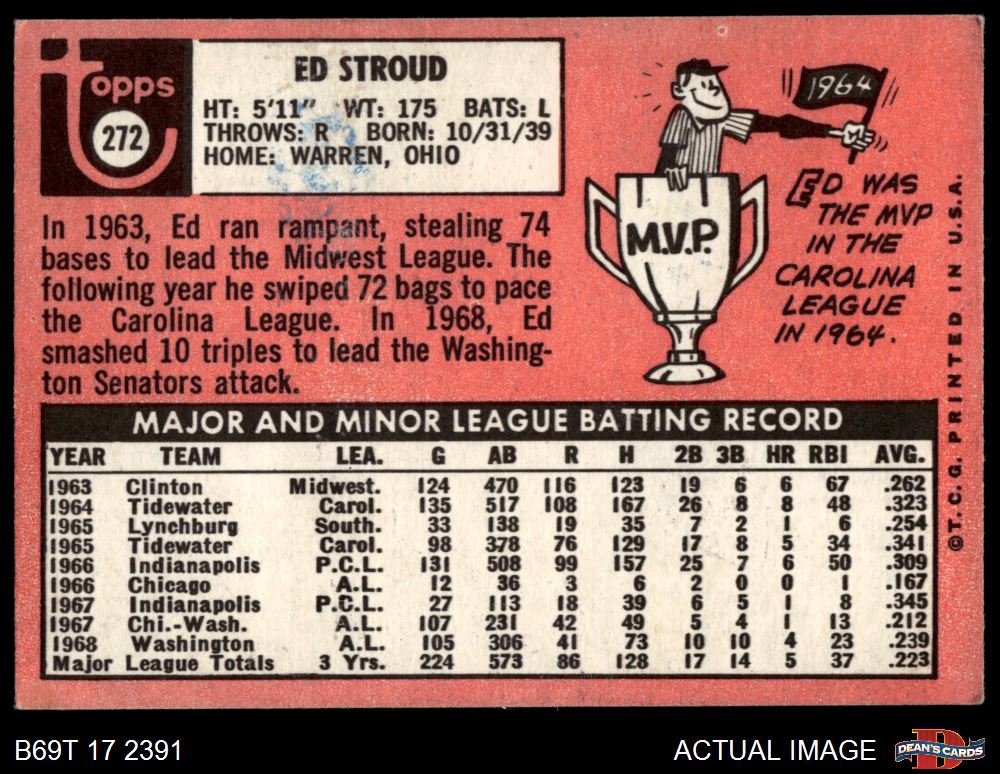 Topps
272
ED STROUD
HT: 5'11" WT: 175 BATS: L
THROWS: R BORN: 10/31/39
HOME: WARREN, OHIO
In 1963, Ed ran rampant, stealing 74
bases to lead the Midwest League. The
following year he swiped 72 bags to pace
the Carolina League. In 1968, Ed
smashed 10 triples to lead the Washing-
ton Senators attack.
1964
M
M.V.P.
ED WAS
THE MVP
IN THE
CAROLINA
LEAGUE
IN 1964.
© T.C.G. PRINTED IN U.S.A.
MAJOR AND MINOR LEAGUE BATTING RECORD
YEAR TEAM LEA. G AB R H 2B 3B HR RBI AVG.
1963 Clinton Midwest. 124 470 116 123 19 6 6 67 .262
1964 Tidewater Carol. 135 517 108 167 26 8 8 48 .323
1965 Lynchburg South. 33 138 19 35 7 2 1 6 .254
1965 Tidewater Carol. 98 378 76 129 17 8 5 34 .341
1966 Indianapolis P.C.L. 131 508 99 157 25 7 6 50 .309
1966 Chicago A.L. 12 36 3 6 2 0 0 1 .167
1967 Indianapolis P.C.L. 27 113 18 39 6 5 1 8 .345
1967 Chi.-Wash. A.L. 107 231 42 49 5 4 1 13 .212
1968 Washington A.L. 105 306 41 73 10 10 4 23 .239
Major League Totals 3 Yrs. 224 573 86 128 17 14 5 37 .223
B69T 17 2391
ACTUAL IMAGE
D
DEAN'S CARDS